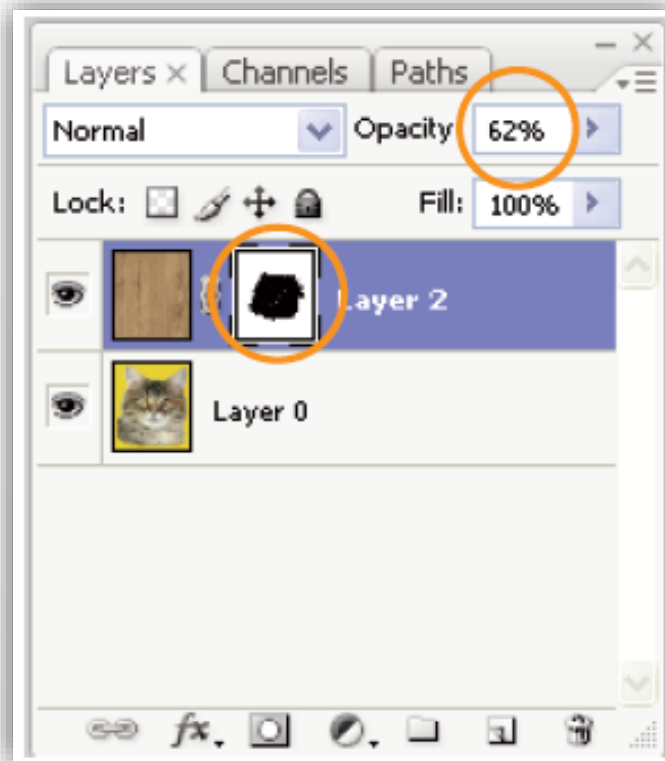 Layers × Channels Paths
Normal Opacity 62%
Lock: Fill: 100%
Layer 2
Layer 0
fx.